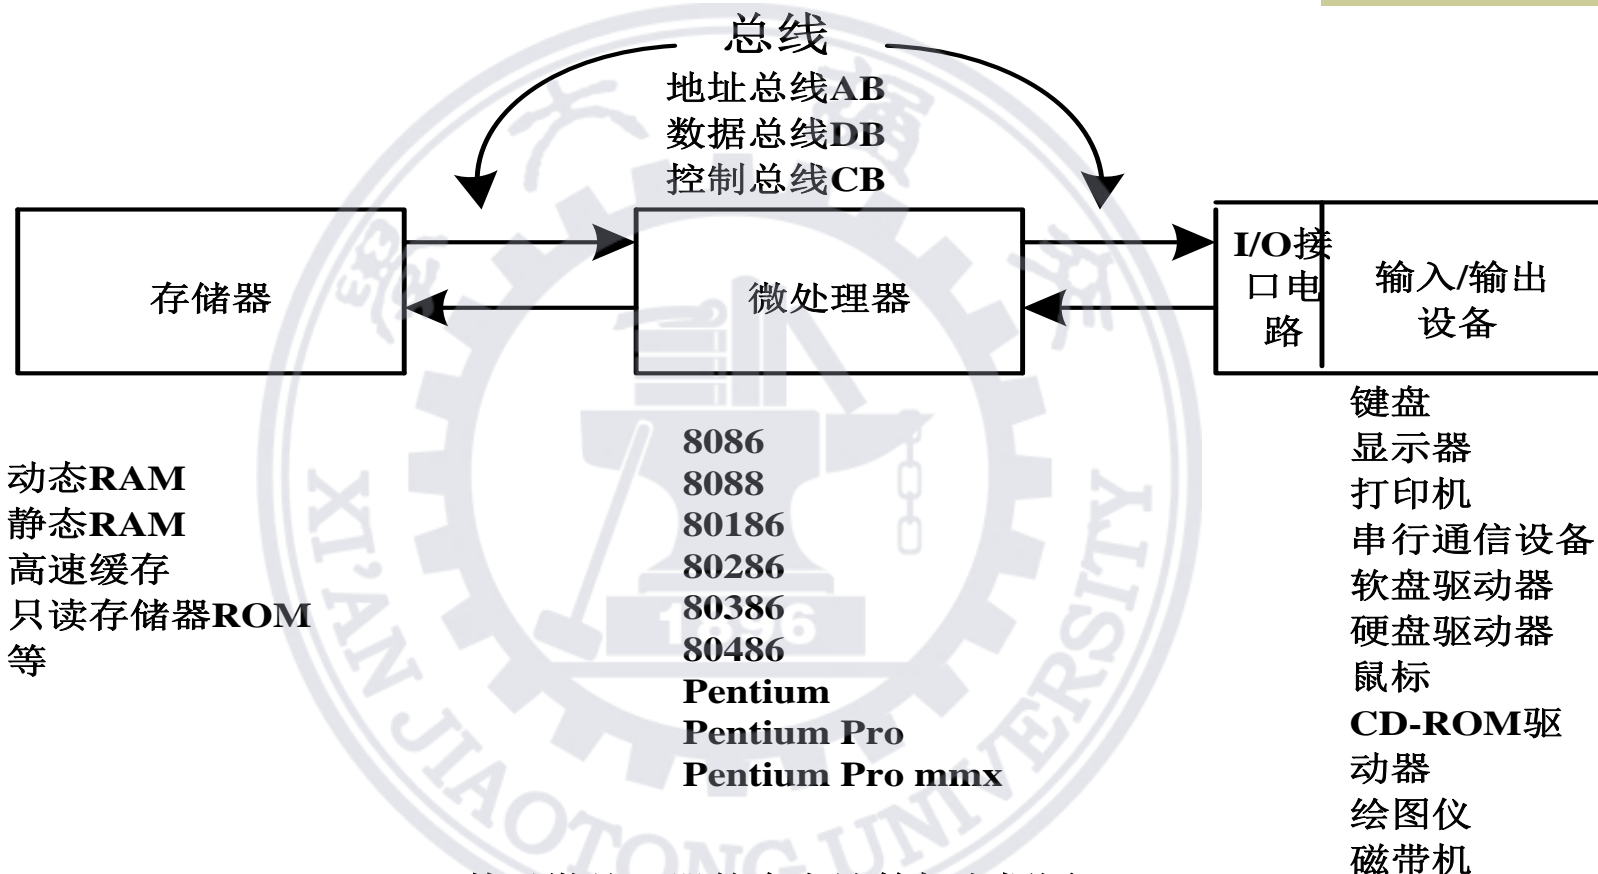 总线
地址总线AB
数据总线DB
控制总线CB
存储器
微处理器
I/O接
口电
路
输入/输出
设备
动态RAM
静态RAM
高速缓存
只读存储器ROM
等
8086
8088
80186
80286
80386
80486
Pentium
Pentium Pro
Pentium Pro mmx
键盘
显示器
打印机
串行通信设备
软盘驱动器
硬盘驱动器
鼠标
CD-ROM驱
动器
绘图仪
磁带机
XI'AN JIAOTONG UNIVERSITY
1896